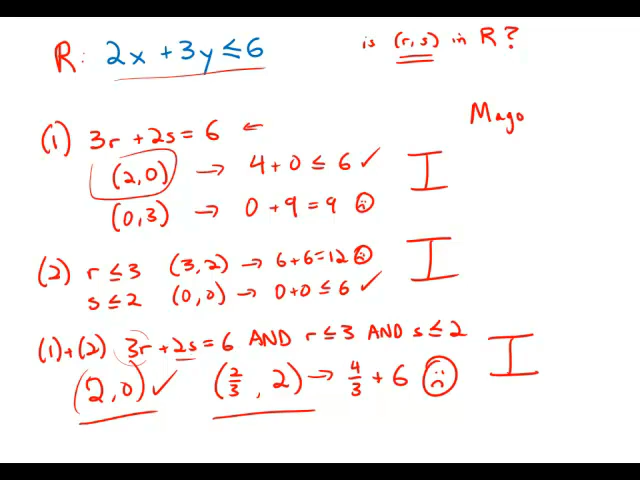 R: 2x + 3y ≤ 6
is (r,s) in R?
Mago
(1) 3r + 2s = 6 ←
(2,0) → 4 + 0 ≤ 6 ✓ I
(0,3) → 0 + 9 = 9 ☹
(2) r ≤ 3 (3,2) → 6+6=12 ☹ I
s ≤ 2 (0,0) → 0+0 ≤ 6 ✓
(1)+(2) 3r + 2s = 6 AND r ≤ 3 AND s ≤ 2 I
(2,0) ✓ (2/3, 2) → 4/3 + 6 ☹